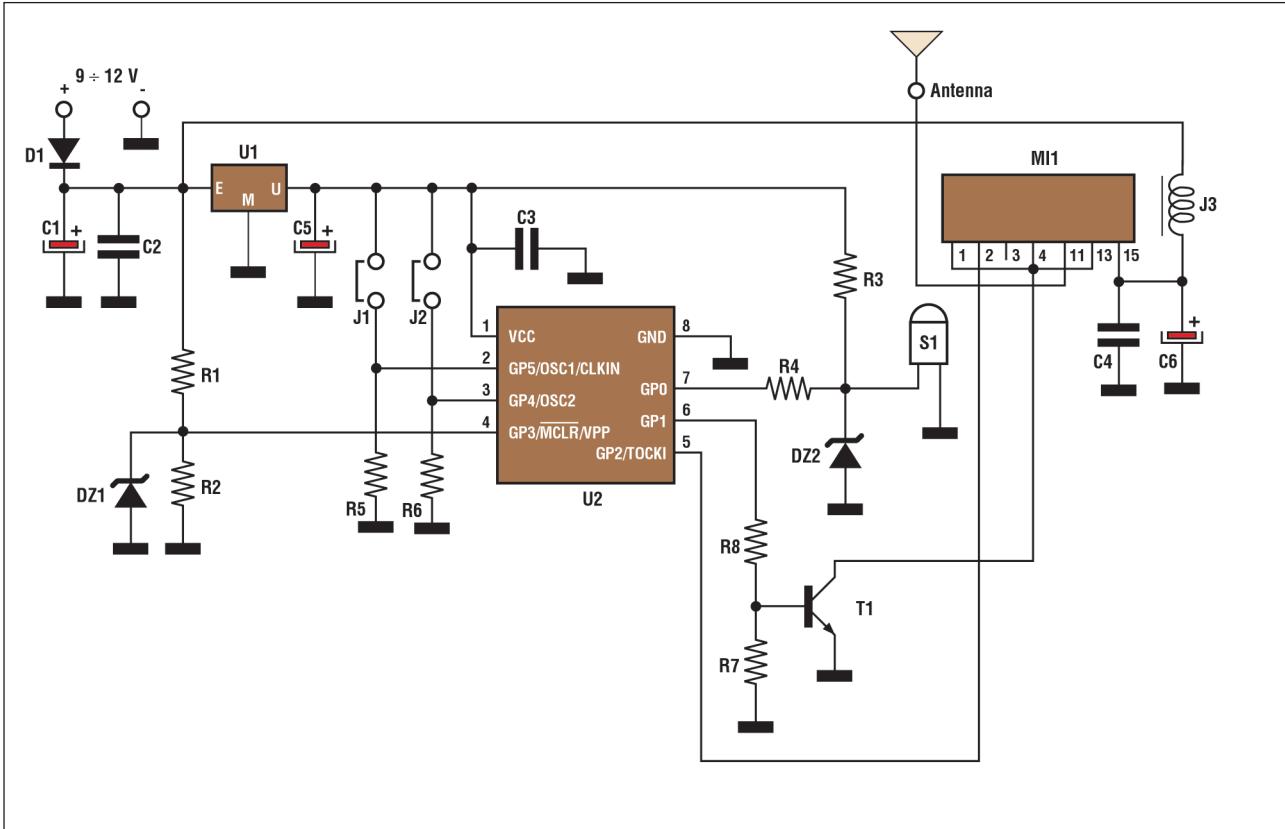 9 ÷ 12 V
+ -
Antenna
D1
U1
MI1
E U
M
J3
C1 +
C2
C5 +
C3
1 2 3 4 11 13 15
R3
J1 J2
S1
+
C4 C6
1 VCC GND 8
2 GP5/OSC1/CLKIN
R4
GP0 7
R1
3 GP4/OSC2
GP1 6
4 GP3/MCLR/VPP
GP2/TOCKI 5
DZ2
DZ1
R2
R5 R6
U2
R8
T1
R7